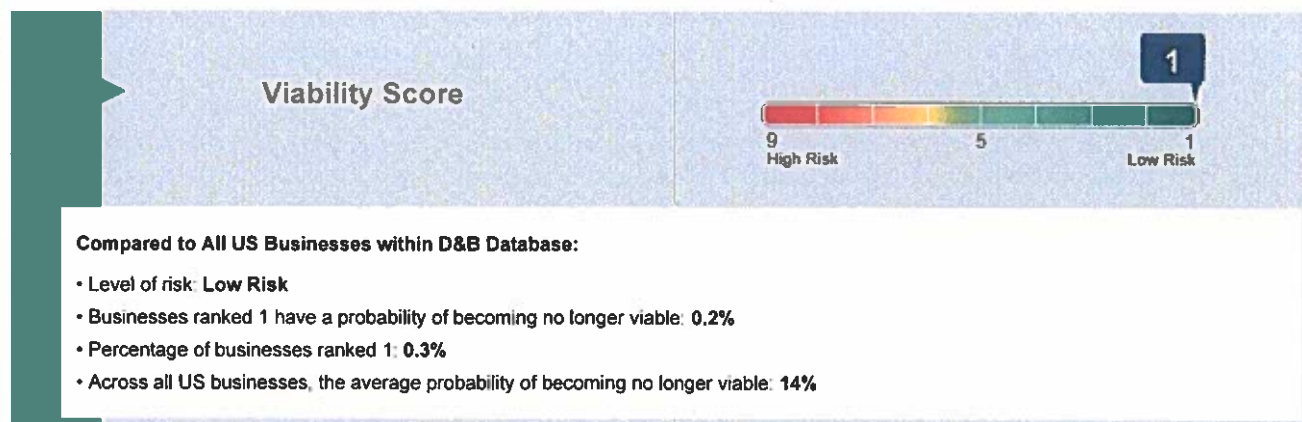 Viability Score
1
9 5 1
High Risk Low Risk
Compared to All US Businesses within D&B Database:
• Level of risk: Low Risk
• Businesses ranked 1 have a probability of becoming no longer viable: 0.2%
• Percentage of businesses ranked 1: 0.3%
• Across all US businesses, the average probability of becoming no longer viable: 14%